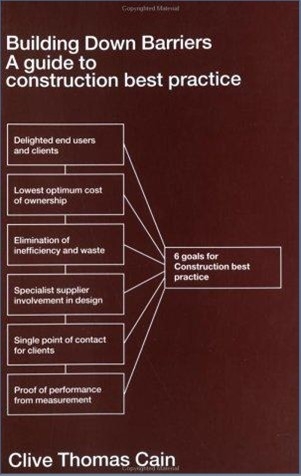 Copyrighted Material
Building Down Barriers
A guide to
construction best practice
Delighted end users
and clients
Lowest optimum cost
of ownership
Elimination of
inefficiency and waste
Specialist supplier
involvement in design
Single point of contact
for clients
Proof of performance
from measurement
6 goals for
Construction best
practice
Clive Thomas Cain
Copyrighted Material